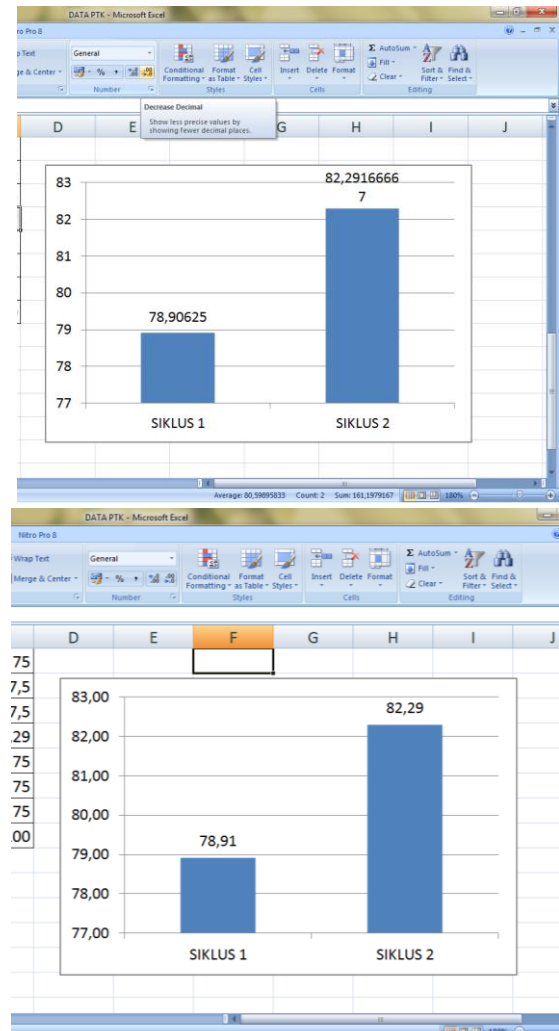 DATA PTK - Microsoft Excel
ro Pro 8
Text
General
Σ AutoSum
Fill
Clear
ge & Center
%
Conditional Formatting
Format as Table
Cell Styles
Insert Delete Format
Sort & Filter
Find & Select
Number
Styles
Cells
Editing
Decrease Decimal
Show less precise values by
showing fewer decimal places.
D E G H I J
83
82,2916666
7
82
81
80
78,90625
79
78
77
SIKLUS 1 SIKLUS 2
Average: 80,59895833 Count: 2 Sum: 161,1979167 180%
DATA PTK - Microsoft Excel
Nitro Pro 8
Wrap Text
General
Σ AutoSum
Fill
Clear
Merge & Center
%
Conditional Formatting
Format as Table
Cell Styles
Insert Delete Format
Sort & Filter
Find & Select
Number
Styles
Cells
Editing
D E F G H I J
75
7,5
7,5
,29
75
75
75
00
83,00
82,29
82,00
81,00
80,00
78,91
79,00
78,00
77,00
SIKLUS 1 SIKLUS 2